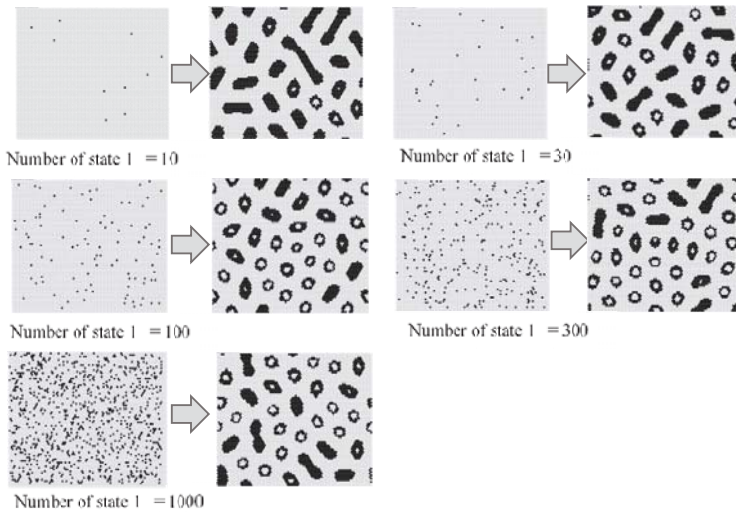 Number of state 1 = 10
Number of state 1 = 30
Number of state 1 = 100
Number of state 1 = 300
Number of state 1 = 1000